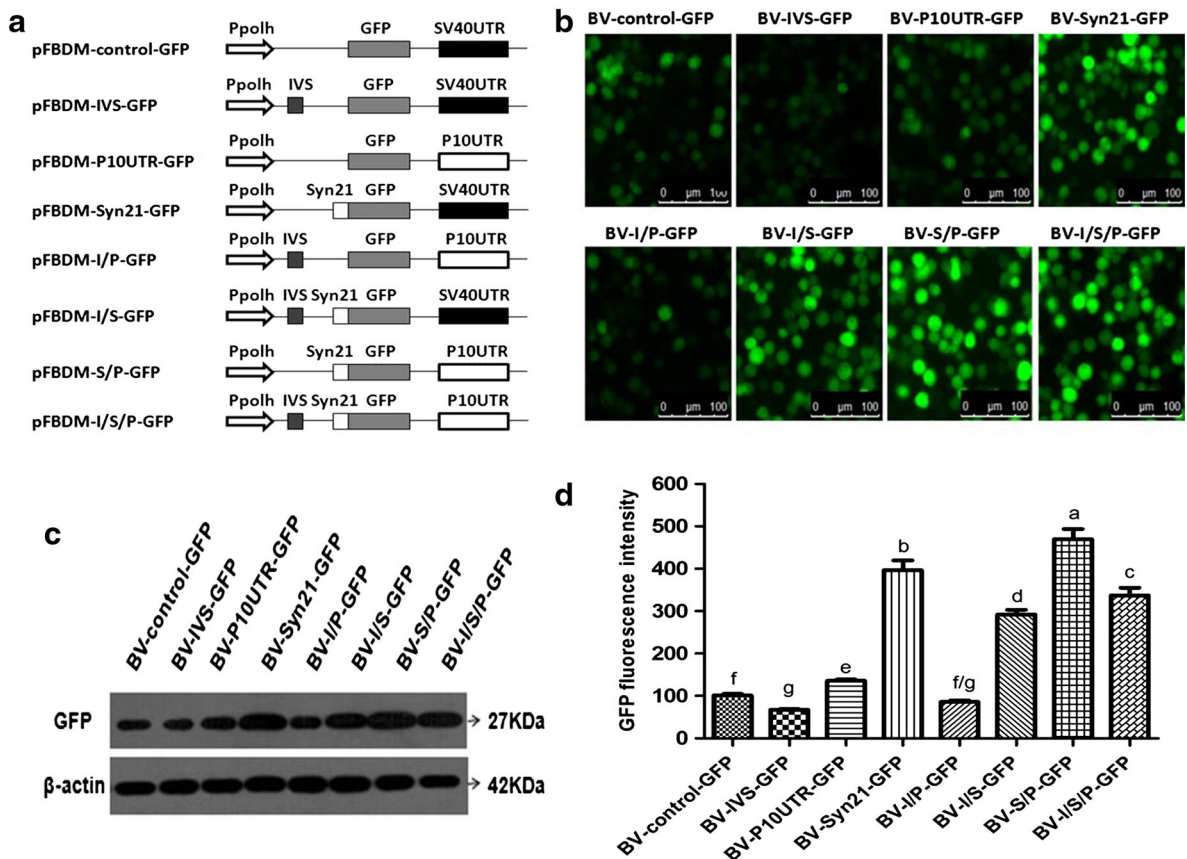 a
Ppolh GFP SV40UTR
pFBDM-control-GFP
Ppolh IVS GFP SV40UTR
pFBDM-IVS-GFP
Ppolh GFP P10UTR
pFBDM-P10UTR-GFP
Ppolh Syn21 GFP SV40UTR
pFBDM-Syn21-GFP
Ppolh IVS GFP P10UTR
pFBDM-I/P-GFP
Ppolh IVS Syn21 GFP SV40UTR
pFBDM-I/S-GFP
Ppolh Syn21 GFP P10UTR
pFBDM-S/P-GFP
Ppolh IVS Syn21 GFP P10UTR
pFBDM-I/S/P-GFP
b
BV-control-GFP BV-IVS-GFP BV-P10UTR-GFP BV-Syn21-GFP
0 µm 100 0 µm 100 0 µm 100 0 µm 100
BV-I/P-GFP BV-I/S-GFP BV-S/P-GFP BV-I/S/P-GFP
0 µm 100 0 µm 100 0 µm 100 0 µm 100
c
BV-control-GFP
BV-IVS-GFP
BV-P10UTR-GFP
BV-Syn21-GFP
BV-I/P-GFP
BV-I/S-GFP
BV-S/P-GFP
BV-I/S/P-GFP
GFP 27KDa
β-actin 42KDa
d
GFP fluorescence intensity
600
500
400
300
200
100
0
f
g
e
b
f/g
d
a
c
BV-control-GFP
BV-IVS-GFP
BV-P10UTR-GFP
BV-Syn21-GFP
BV-I/P-GFP
BV-I/S-GFP
BV-S/P-GFP
BV-I/S/P-GFP